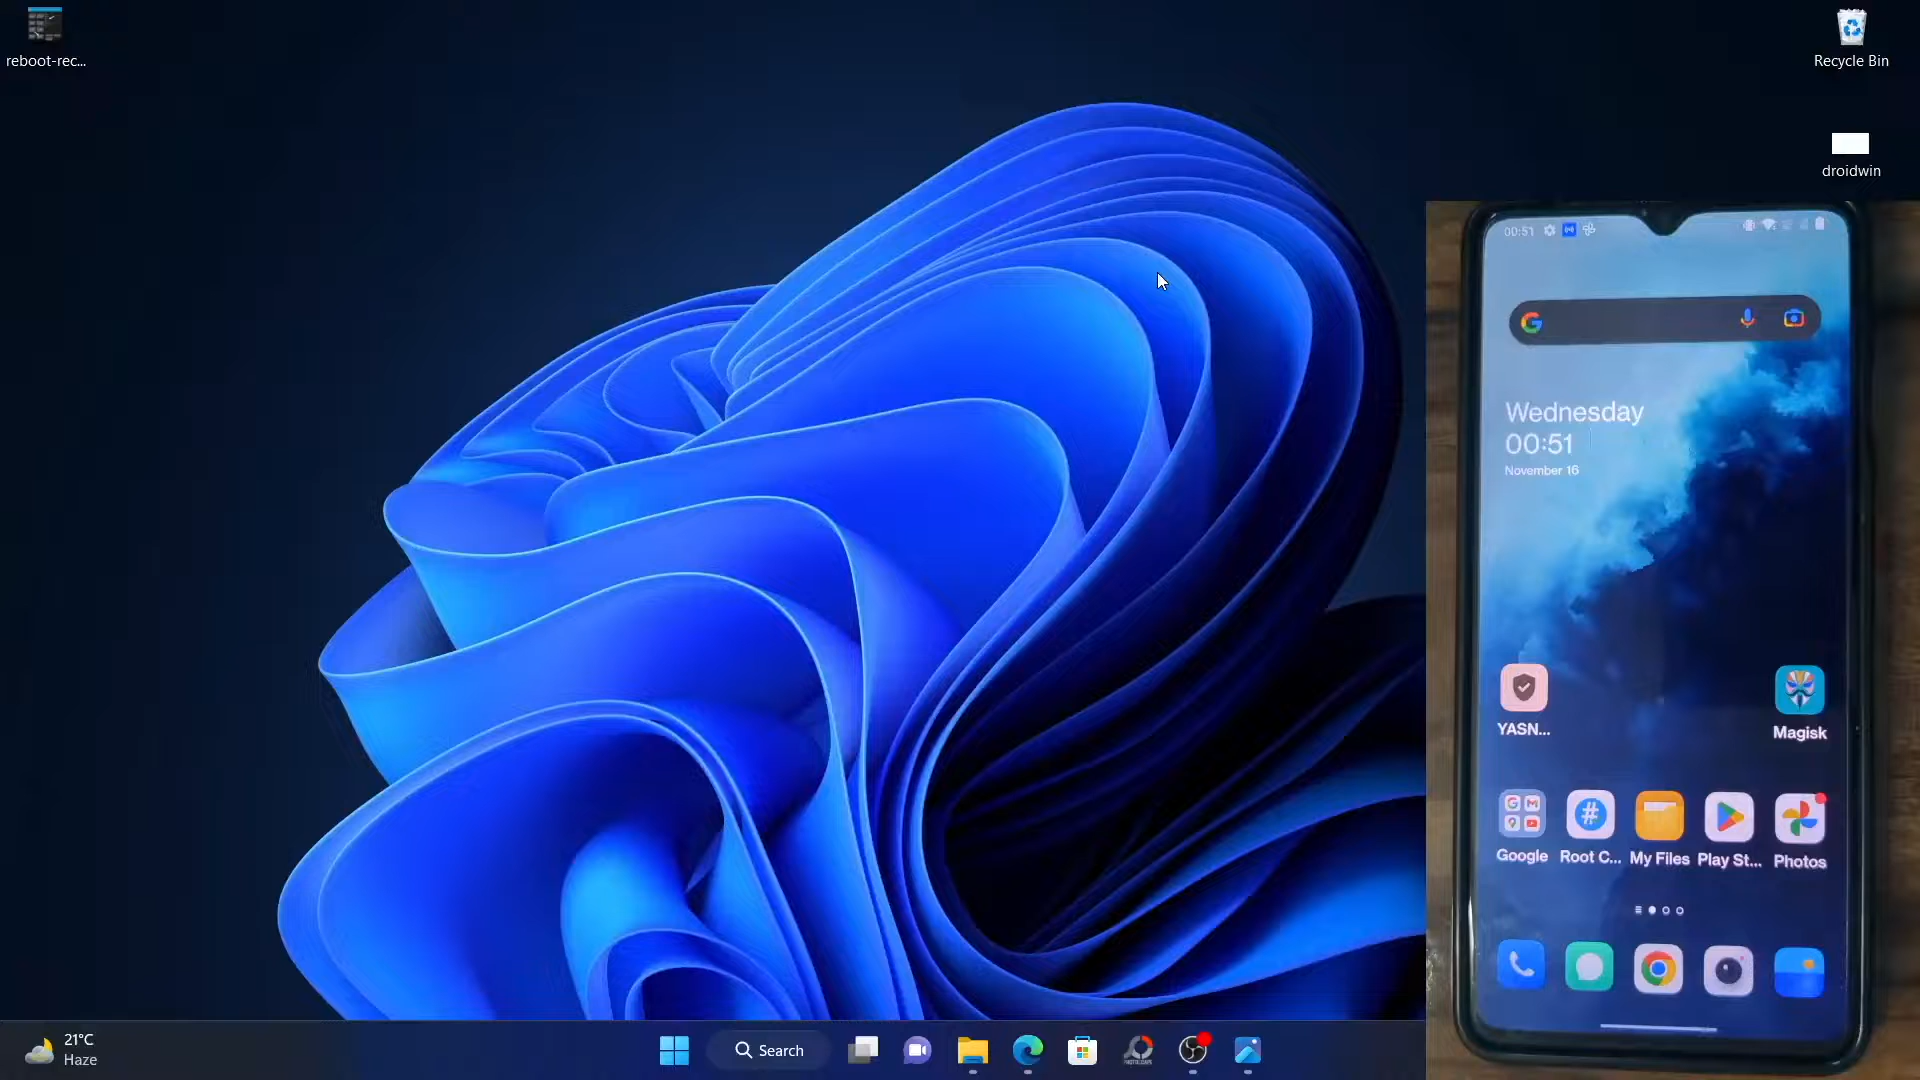 reboot-rec...
Recycle Bin
droidwin
00:51
Wednesday
00:51
November 16
YASN...
Magisk
Google
Root C...
My Files
Play St...
Photos
21°C
Haze
Search